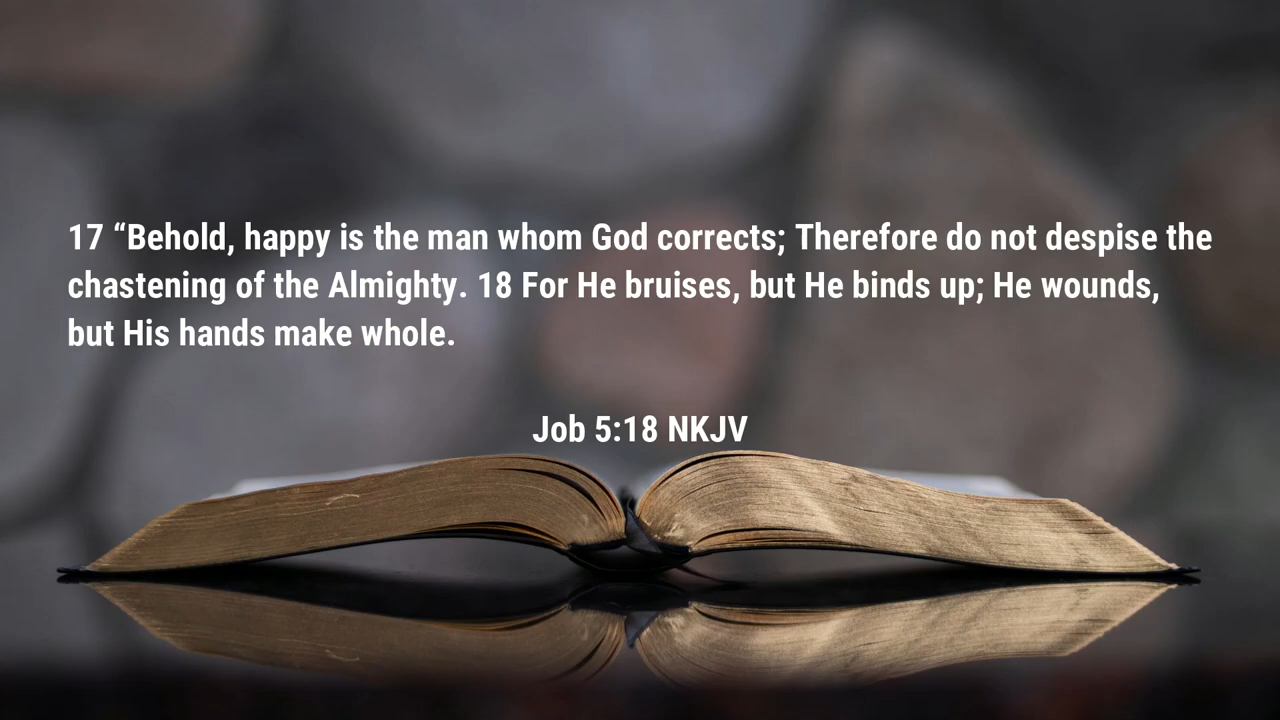 17 “Behold, happy is the man whom God corrects; Therefore do not despise the
chastening of the Almighty. 18 For He bruises, but He binds up; He wounds,
but His hands make whole.
Job 5:18 NKJV